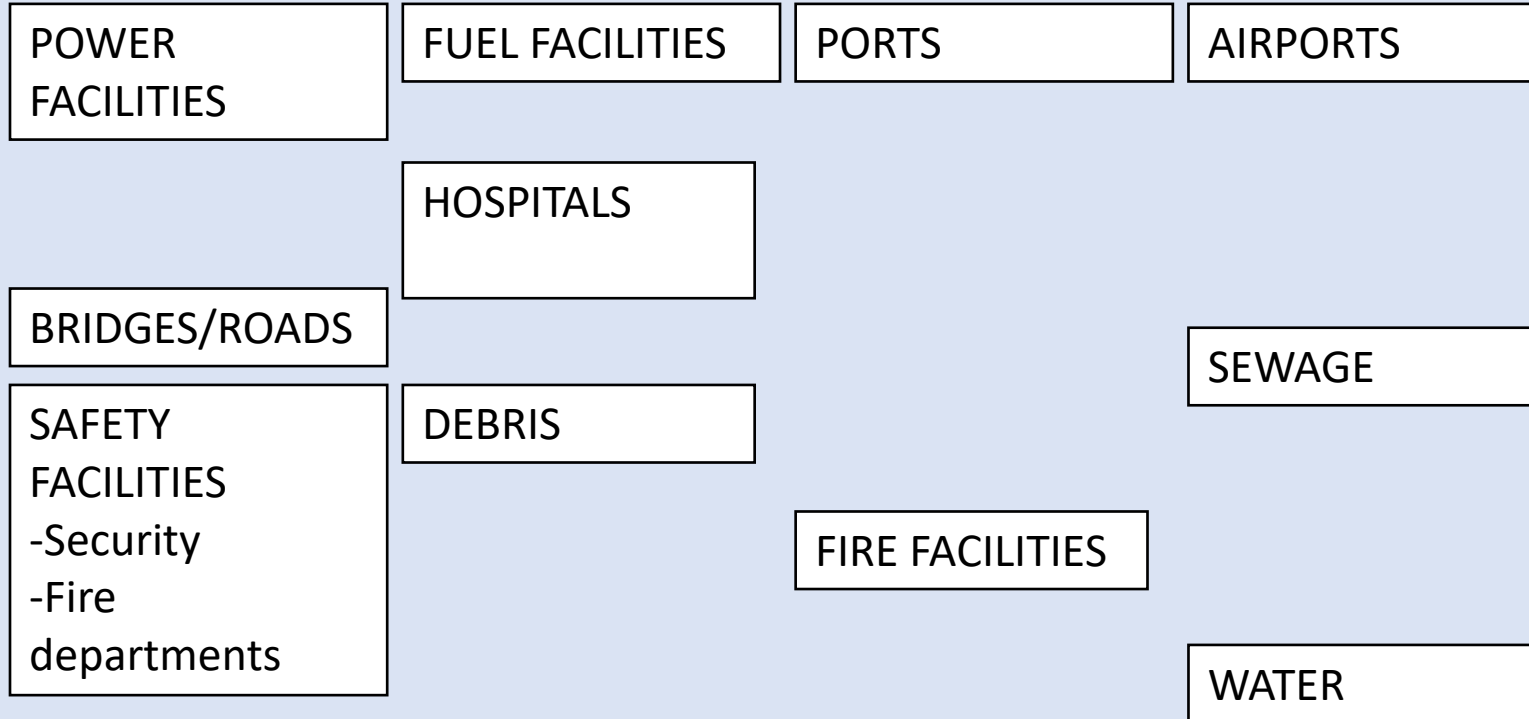 POWER
FACILITIES
FUEL FACILITIES
PORTS
AIRPORTS
HOSPITALS
BRIDGES/ROADS
SEWAGE
SAFETY
FACILITIES
-Security
-Fire
departments
DEBRIS
FIRE FACILITIES
WATER